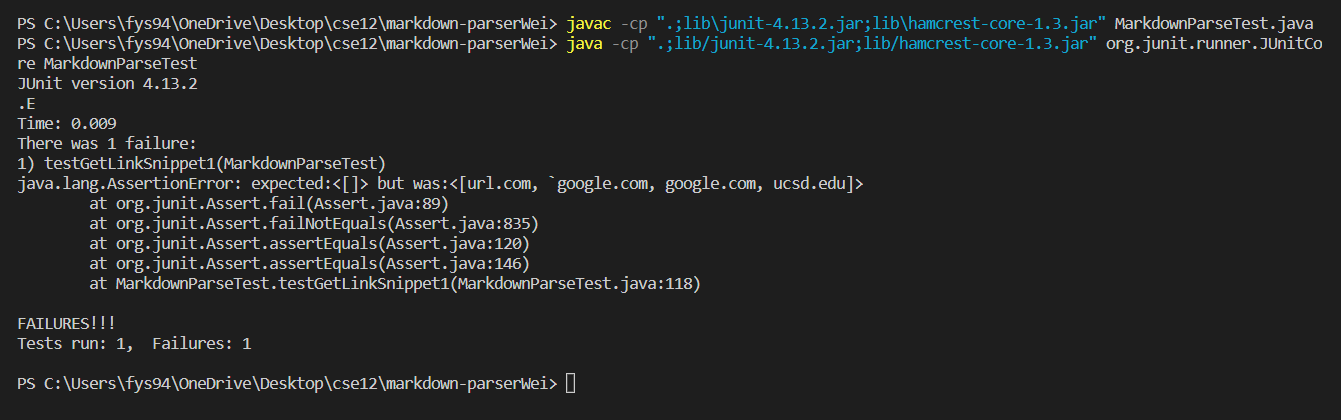 PS C:\Users\fys94\OneDrive\Desktop\cse12\markdown-parserWei> javac -cp ".;lib\junit-4.13.2.jar;lib\hamcrest-core-1.3.jar" MarkdownParseTest.java
PS C:\Users\fys94\OneDrive\Desktop\cse12\markdown-parserWei> java -cp ".;lib/junit-4.13.2.jar;lib/hamcrest-core-1.3.jar" org.junit.runner.JUnitCo
re MarkdownParseTest
JUnit version 4.13.2
.E
Time: 0.009
There was 1 failure:
1) testGetLinkSnippet1(MarkdownParseTest)
java.lang.AssertionError: expected:<[]> but was:<[url.com, `google.com, google.com, ucsd.edu]>
        at org.junit.Assert.fail(Assert.java:89)
        at org.junit.Assert.failNotEquals(Assert.java:835)
        at org.junit.Assert.assertEquals(Assert.java:120)
        at org.junit.Assert.assertEquals(Assert.java:146)
        at MarkdownParseTest.testGetLinkSnippet1(MarkdownParseTest.java:118)

FAILURES!!!
Tests run: 1,  Failures: 1

PS C:\Users\fys94\OneDrive\Desktop\cse12\markdown-parserWei>